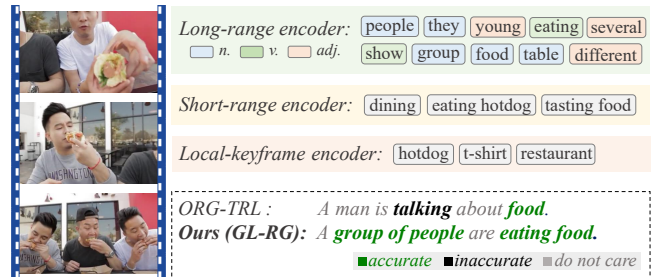 Long-range encoder: people they young eating several
n. v. adj. show group food table different
Short-range encoder: dining eating hotdog tasting food
Local-keyframe encoder: hotdog t-shirt restaurant
WASHINGTON
ORG-TRL : A man is talking about food.
Ours (GL-RG): A group of people are eating food.
accurate inaccurate do not care